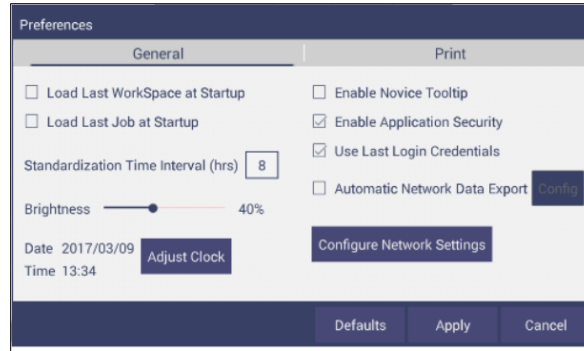 Preferences
General
Print
Load Last WorkSpace at Startup
Load Last Job at Startup
Standardization Time Interval (hrs) 8
Brightness 40%
Date 2017/03/09
Time 13:34
Adjust Clock
Enable Novice Tooltip
Enable Application Security
Use Last Login Credentials
Automatic Network Data Export Config
Configure Network Settings
Defaults Apply Cancel